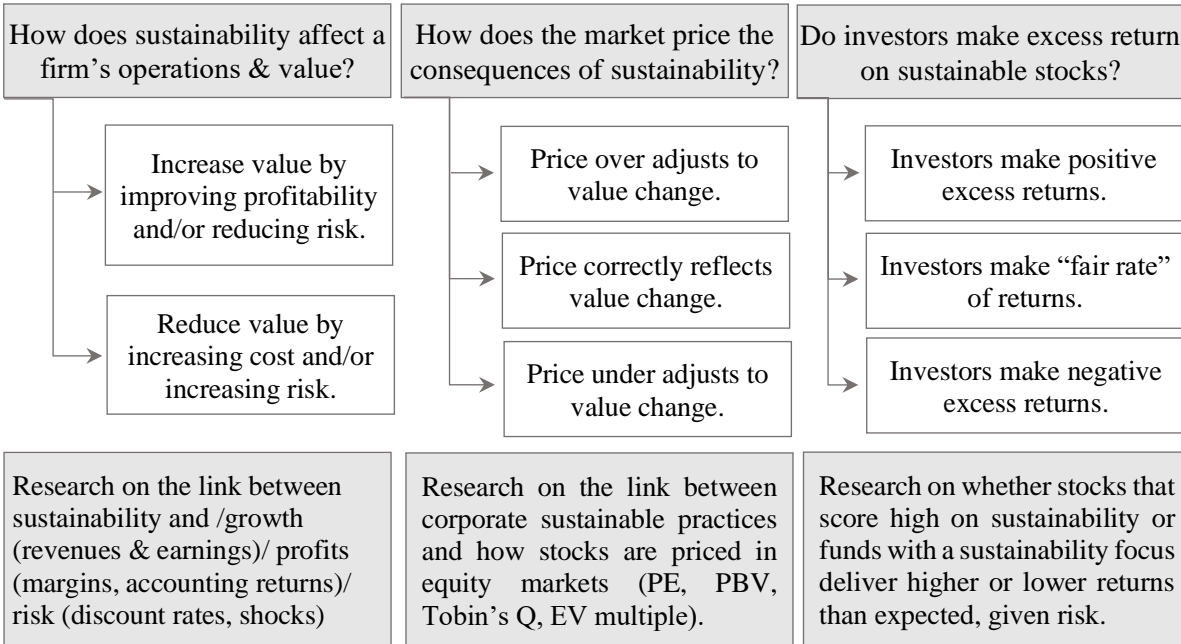 How does sustainability affect a
firm’s operations & value?
Increase value by
improving profitability
and/or reducing risk.
Reduce value by
increasing cost and/or
increasing risk.
Research on the link between
sustainability and /growth
(revenues & earnings)/ profits
(margins, accounting returns)/
risk (discount rates, shocks)
How does the market price the
consequences of sustainability?
Price over adjusts to
value change.
Price correctly reflects
value change.
Price under adjusts to
value change.
Research on the link between
corporate sustainable practices
and how stocks are priced in
equity markets (PE, PBV,
Tobin’s Q, EV multiple).
Do investors make excess return
on sustainable stocks?
Investors make positive
excess returns.
Investors make “fair rate”
of returns.
Investors make negative
excess returns.
Research on whether stocks that
score high on sustainability or
funds with a sustainability focus
deliver higher or lower returns
than expected, given risk.